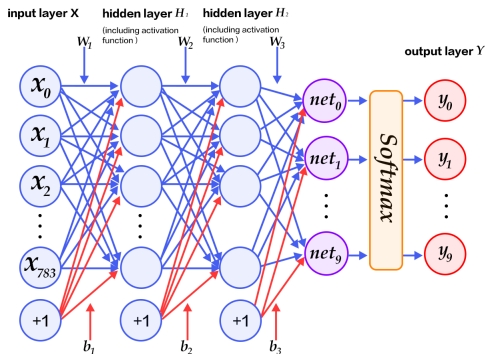 input layer X
hidden layer H₁
hidden layer H₂
(including activation
function )
(including activation
function )
W₁
W₂
W₃
output layer Y
x₀
x₁
x₂
x₇₈₃
+1
+1
+1
net₀
net₁
net₉
Softmax
y₀
y₁
y₉
b₁
b₂
b₃